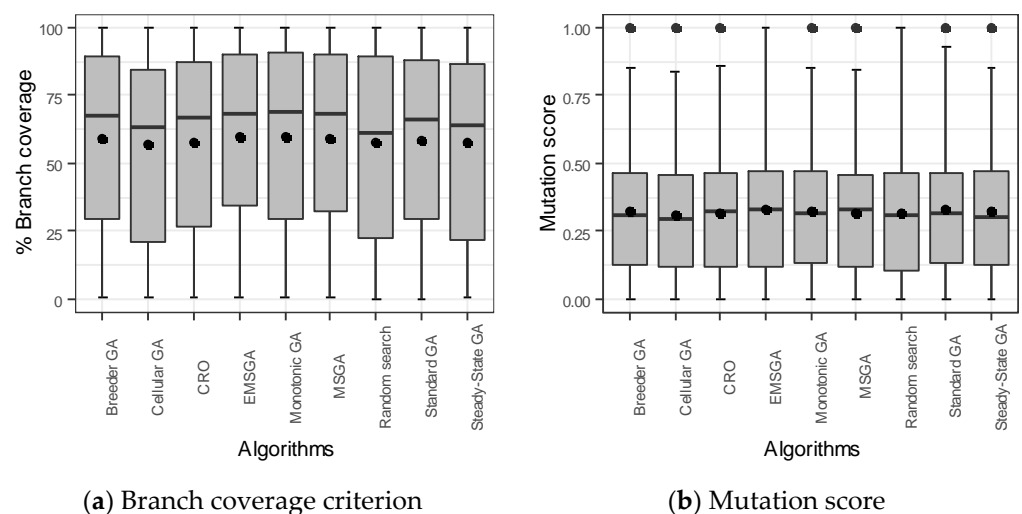 100
75
50
25
0
% Branch coverage
Breeder GA
Cellular GA
CRO
EMSGA
Monotonic GA
MSGA
Random search
Standard GA
Steady-State GA
Algorithms
(a) Branch coverage criterion
1.00
0.75
0.50
0.25
0.00
Mutation score
Breeder GA
Cellular GA
CRO
EMSGA
Monotonic GA
MSGA
Random search
Standard GA
Steady-State GA
Algorithms
(b) Mutation score